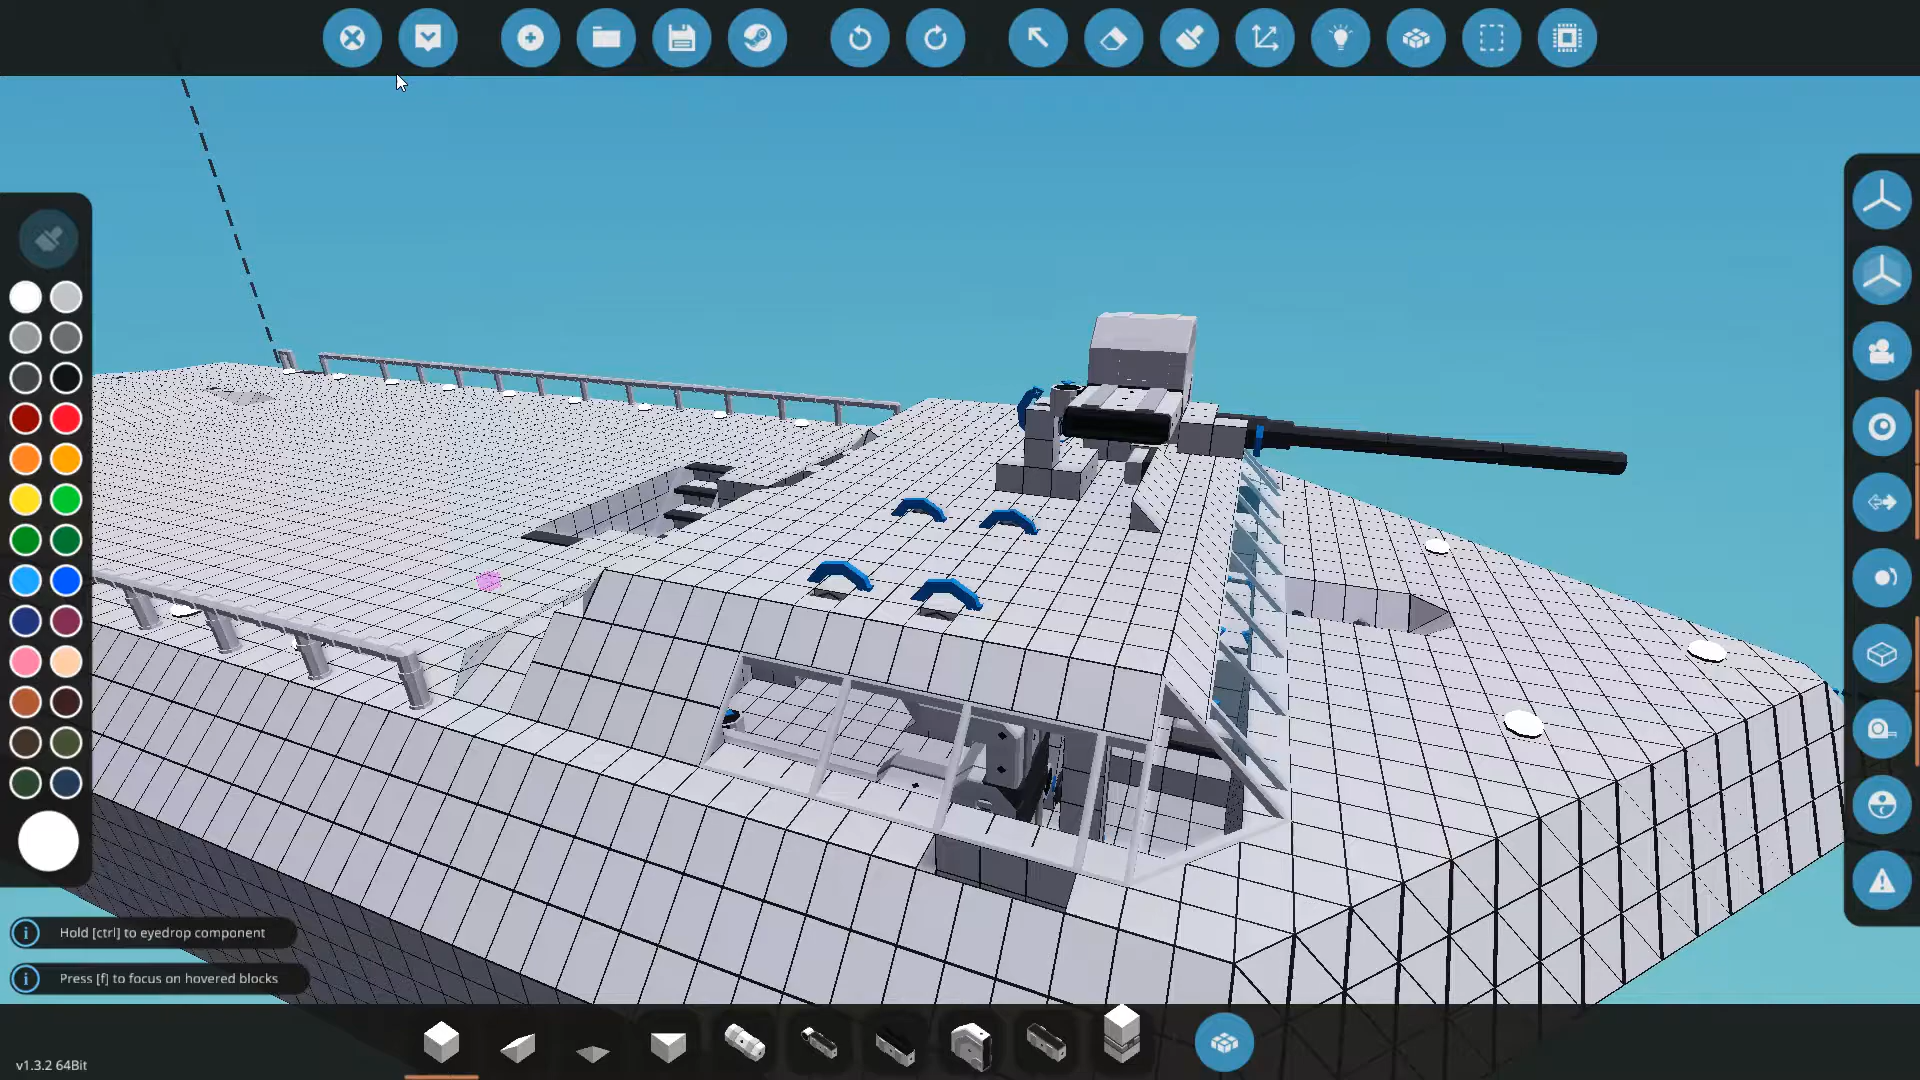 Hold [ctrl] to eyedrop component
Press [f] to focus on hovered blocks
v1.3.2 64Bit